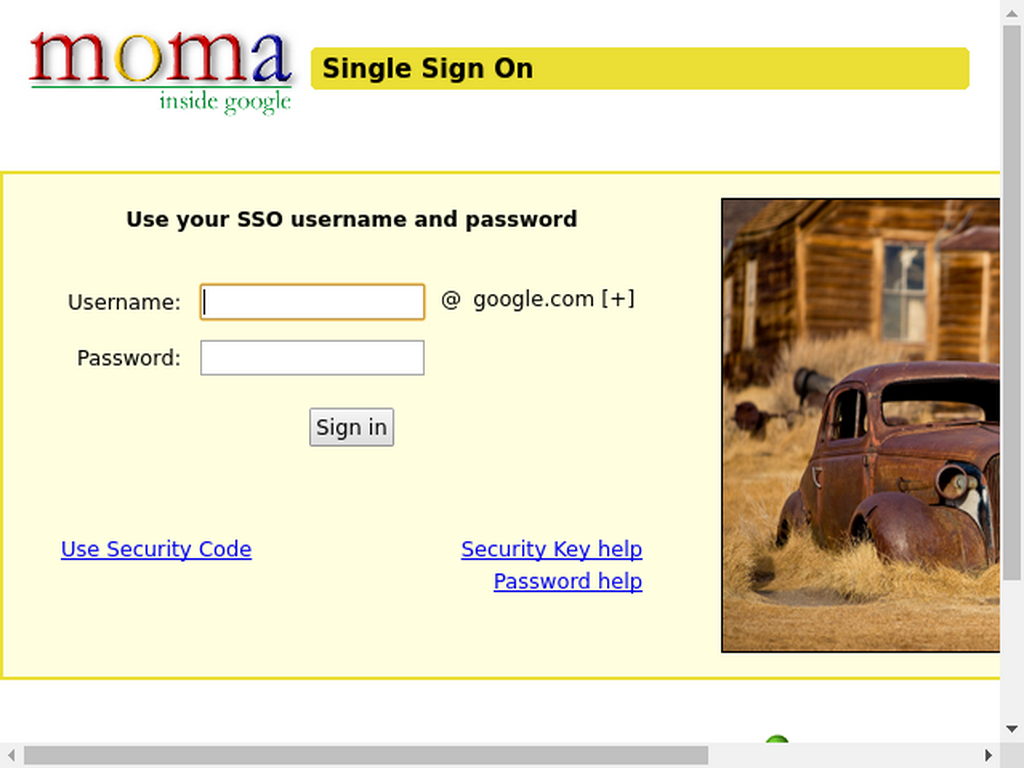 moma
inside google
Single Sign On
Use your SSO username and password
Username: @ google.com [+]
Password:
Sign in
Use Security Code
Security Key help
Password help